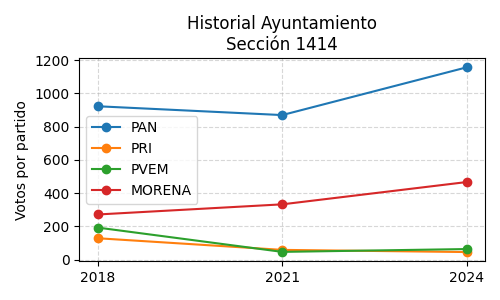 Historial Ayuntamiento
Sección 1414
Votos por partido
1200
1000
800
600
400
200
0
PAN
PRI
PVEM
MORENA
2018
2021
2024